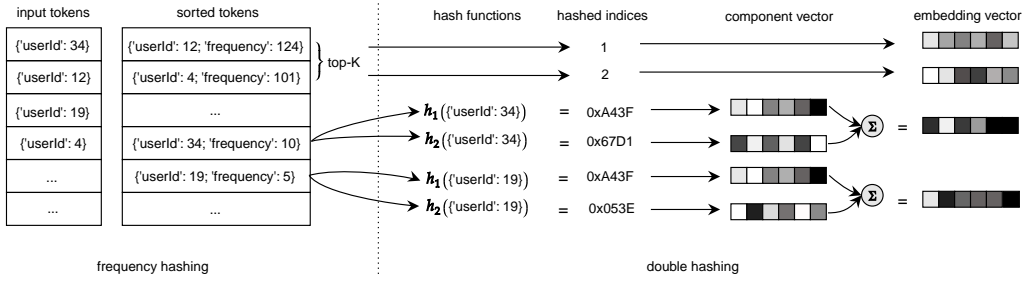 input tokens
sorted tokens
hash functions
hashed indices
component vector
embedding vector
{'userId': 34}
{'userId': 12; 'frequency': 124}
1
{'userId': 12}
{'userId': 4; 'frequency': 101}
top-K
2
{'userId': 19}
...
h₁({'userId': 34})
=
0xA43F
{'userId': 4}
{'userId': 34; 'frequency': 10}
h₂({'userId': 34})
=
0x67D1
Σ
=
...
{'userId': 19; 'frequency': 5}
h₁({'userId': 19})
=
0xA43F
...
...
h₂({'userId': 19})
=
0x053E
Σ
=
frequency hashing
double hashing